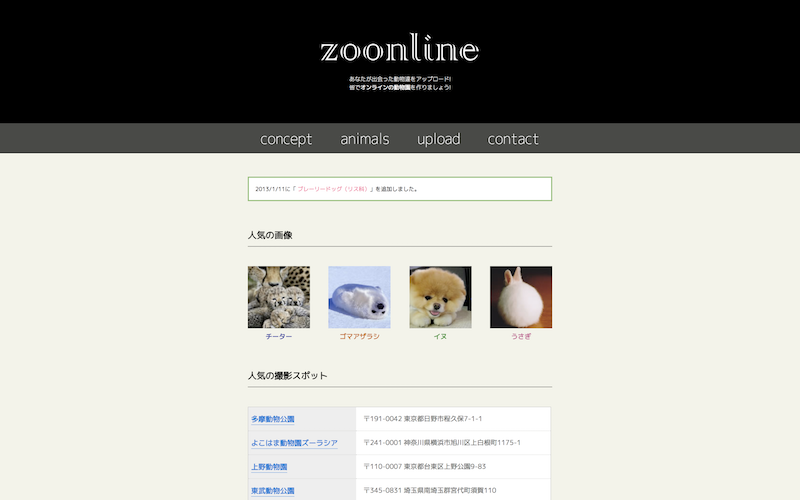 zoonline
あなたが出会った動物達をアップロード!
皆でオンラインの動物園を作りましょう!
concept animals upload contact
2013/1/11に「 プレーリードッグ（リス科）」を追加しました。
人気の画像
チーター ゴマアザラシ イヌ うさぎ
人気の撮影スポット
多摩動物公園 〒191-0042 東京都日野市程久保7-1-1
よこはま動物園ズーラシア 〒241-0001 神奈川県横浜市旭川区上白根町1175-1
上野動物園 〒110-0007 東京都台東区上野公園9-83
東武動物公園 〒345-0831 埼玉県南埼玉群宮代町須賀110